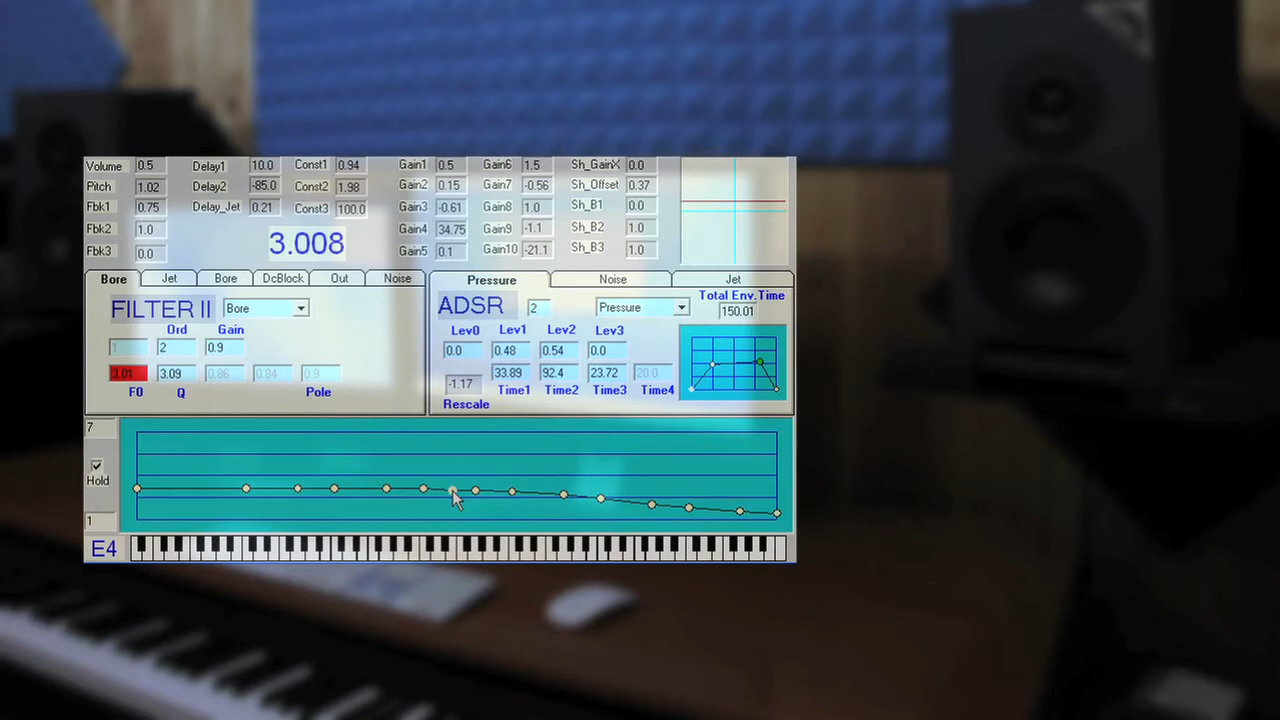 Volume 0.5 Delay1 10.0 Const1 0.94 Gain1 0.5 Gain6 1.5 Sh_GainX 0.0
Pitch 1.02 Delay2 -85.0 Const2 1.98 Gain2 0.15 Gain7 -0.56 Sh_Offset 0.37
Fbk1 0.75 Delay_Jet 0.21 Const3 100.0 Gain3 -0.61 Gain8 1.0 Sh_B1 0.0
Fbk2 1.0 Gain4 34.75 Gain9 -1.1 Sh_B2 1.0
Fbk3 0.0 3.008 Gain5 0.1 Gain10 -21.1 Sh_B3 1.0
Bore Jet Bore DcBlock Out Noise Pressure Noise Jet
FILTER II Bore ADSR 2 Pressure Total Env.Time
150.01
Ord Gain Lev0 Lev1 Lev2 Lev3
1 2 0.9 0.0 0.48 0.54 0.0
3.01 3.09 0.86 0.84 0.9 -1.17 33.89 92.4 23.72 20.0
F0 Q Pole Time1 Time2 Time3 Time4
Rescale
7
Hold
1
E4